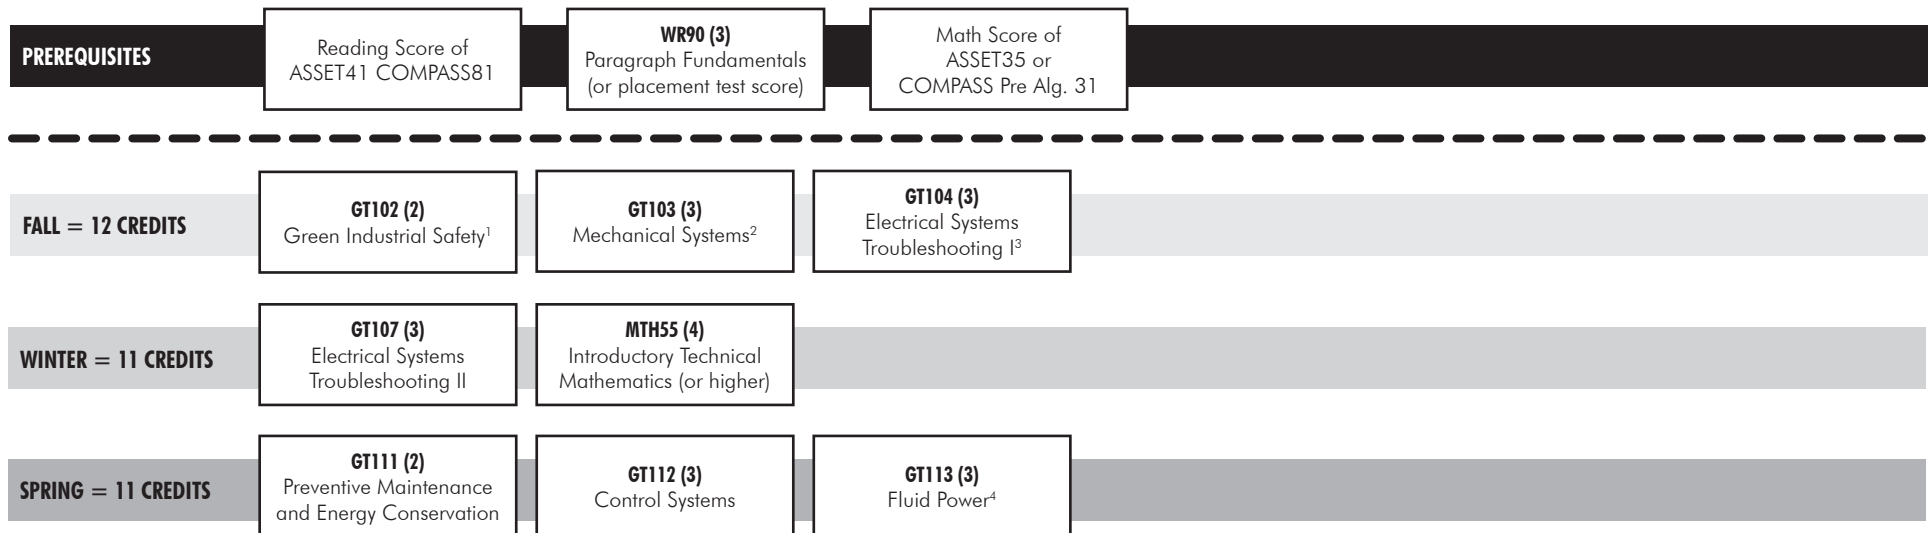 PREREQUISITES
Reading Score of
ASSET41 COMPASS81
WR90 (3)
Paragraph Fundamentals
(or placement test score)
Math Score of
ASSET35 or
COMPASS Pre Alg. 31
FALL = 12 CREDITS
GT102 (2)
Green Industrial Safety¹
GT103 (3)
Mechanical Systems²
GT104 (3)
Electrical Systems
Troubleshooting I³
WINTER = 11 CREDITS
GT107 (3)
Electrical Systems
Troubleshooting II
MTH55 (4)
Introductory Technical
Mathematics (or higher)
SPRING = 11 CREDITS
GT111 (2)
Preventive Maintenance
and Energy Conservation
GT112 (3)
Control Systems
GT113 (3)
Fluid Power⁴